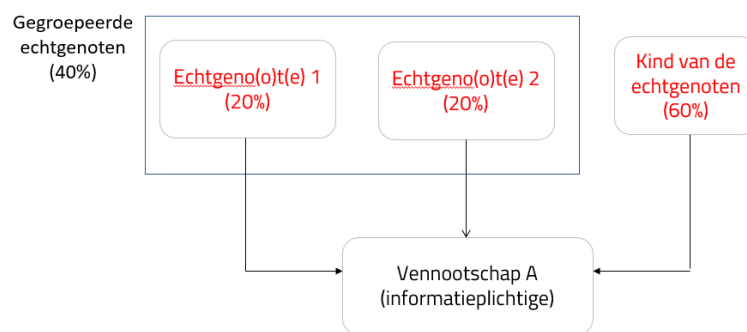 Gegroepeerde
echtgenoten
(40%)
Echtgeno(o)t(e) 1
(20%)
Echtgeno(o)t(e) 2
(20%)
Kind van de
echtgenoten
(60%)
Vennootschap A
(informatieplichtige)